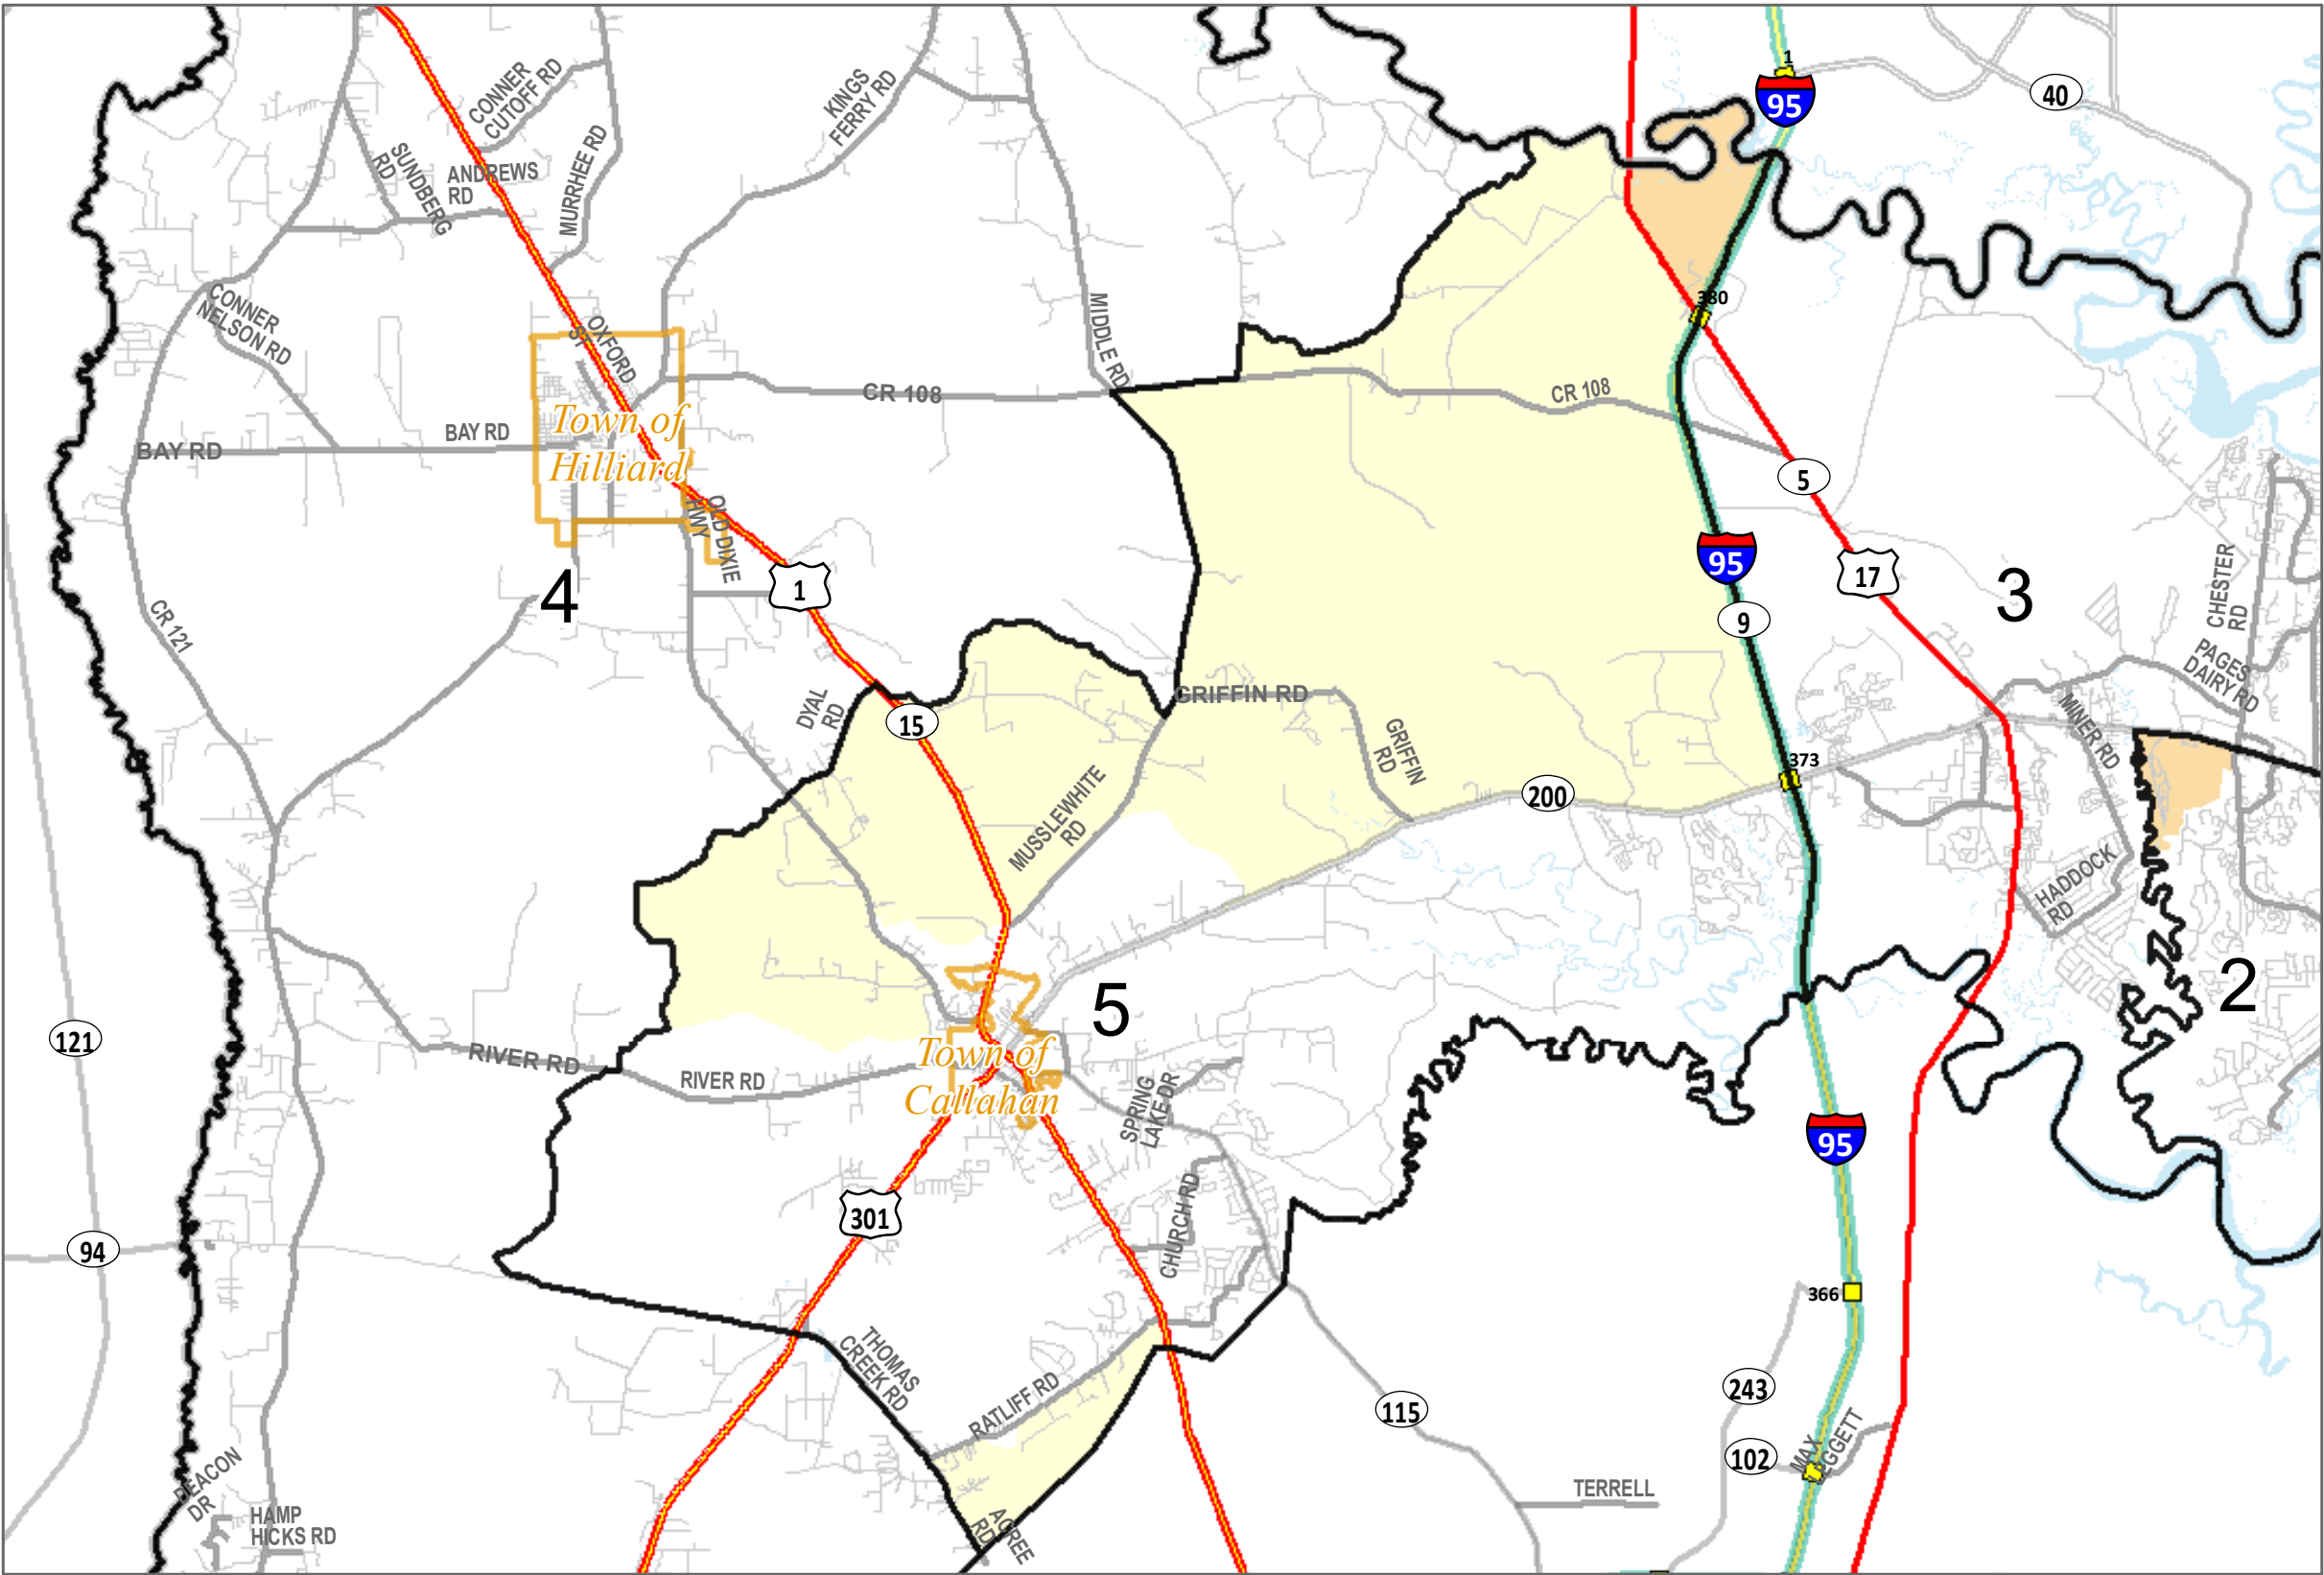 1
95
40
CONNER
CUTOFF RD
KINGS
FERRY RD
SUNDBERG
RD
ANDREWS
RD
MURRHEE RD
CONNER
NELSON RD
OXFORD
ST
MIDDLE RD
380
CR 108
CR 108
Town of
Hilliard
BAY RD
BAY RD
5
OLD DIXIE
HWY
95
17
1
4
3
9
CHESTER
RD
CR 121
PAGES
DAIRY RD
DYAL
RD
15
GRIFFIN RD
GRIFFIN
RD
MINER RD
373
200
MUSSLEWHITE
RD
HADDOCK
RD
2
5
121
RIVER RD
RIVER RD
Town of
Callahan
SPRING
LAKE DR
95
CHURCH RD
301
94
366
THOMAS
CREEK RD
RATLIFF RD
243
115
102
MAX
LEGGETT
DEACON
DR
TERRELL
HAMP
HICKS RD
ACREE
RD